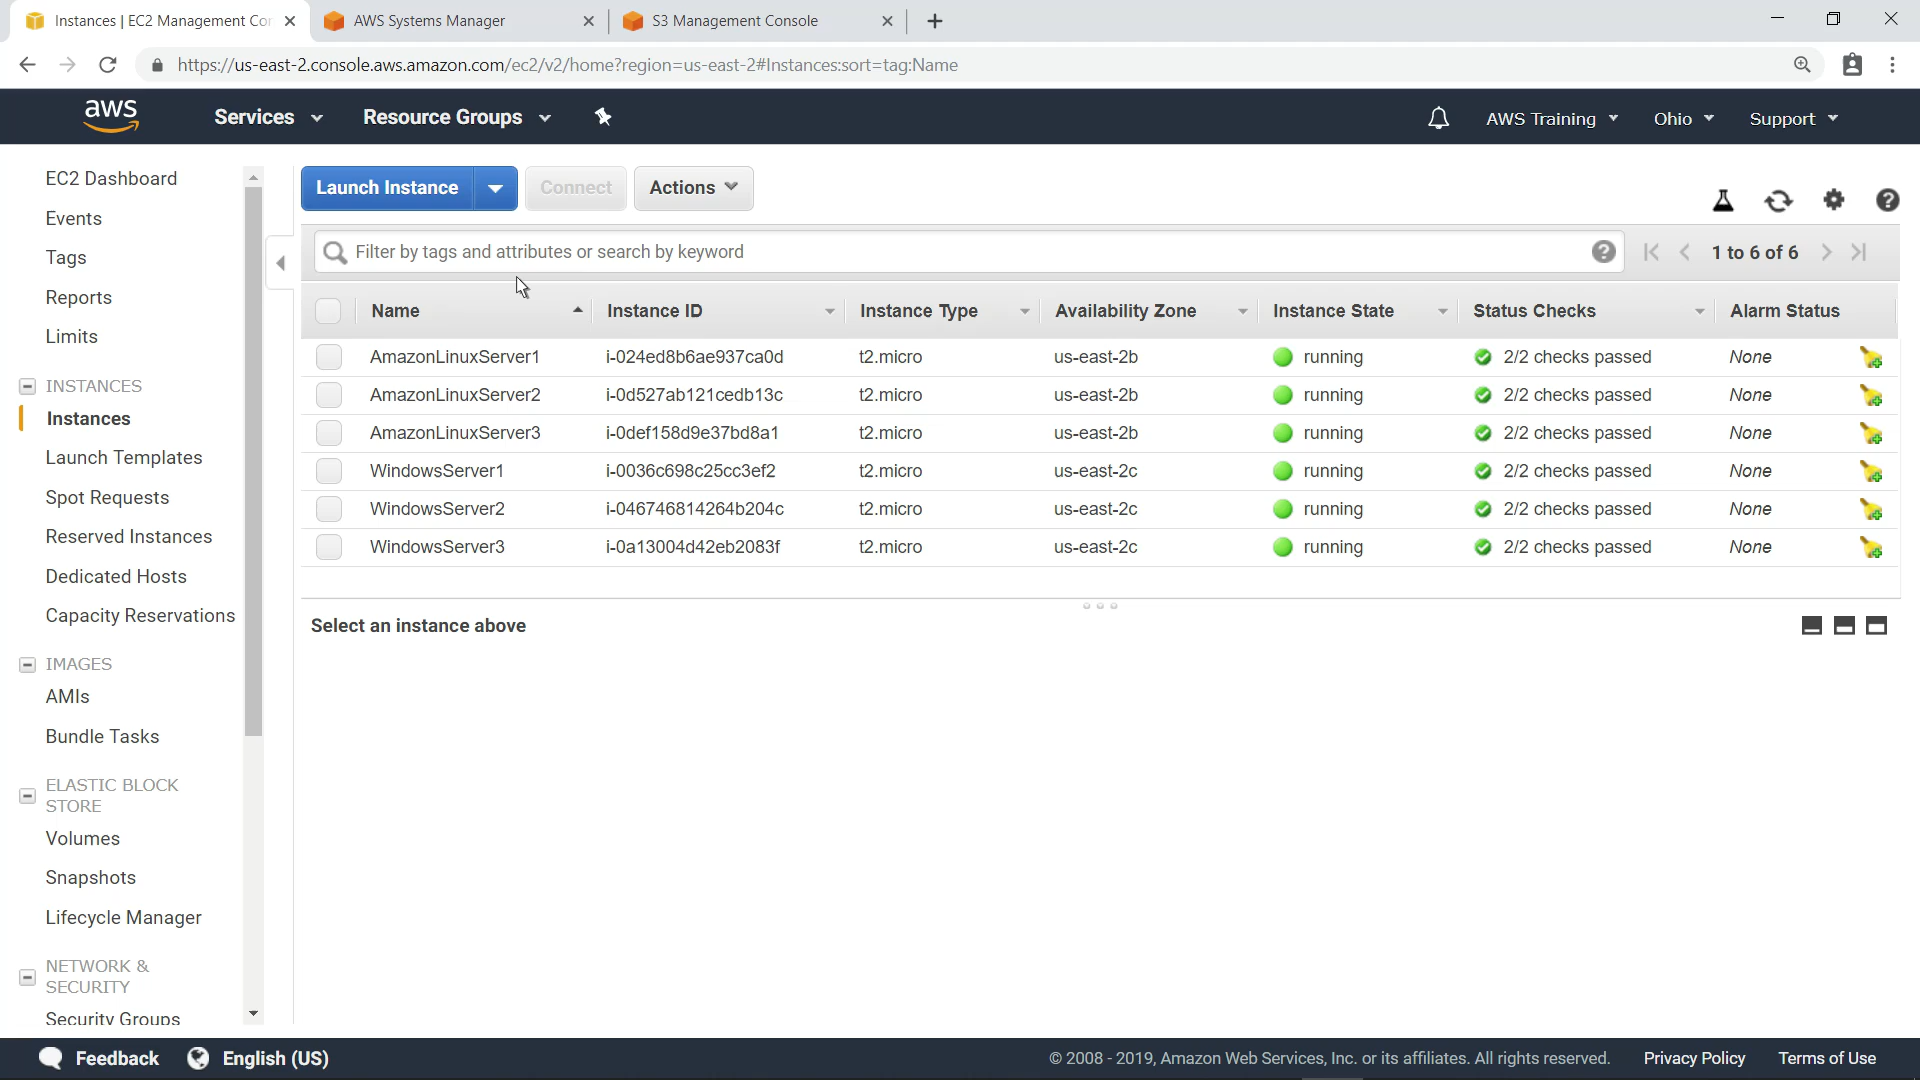 Instances | EC2 Management Cor
AWS Systems Manager
S3 Management Console
https://us-east-2.console.aws.amazon.com/ec2/v2/home?region=us-east-2#Instances:sort=tag:Name
aws
Services
Resource Groups
AWS Training
Ohio
Support
EC2 Dashboard
Events
Tags
Reports
Limits
INSTANCES
Instances
Launch Templates
Spot Requests
Reserved Instances
Dedicated Hosts
Capacity Reservations
IMAGES
AMIs
Bundle Tasks
ELASTIC BLOCK
STORE
Volumes
Snapshots
Lifecycle Manager
NETWORK &
SECURITY
Security Groups
Launch Instance
Connect
Actions
Filter by tags and attributes or search by keyword
1 to 6 of 6
Name Instance ID Instance Type Availability Zone Instance State Status Checks Alarm Status
AmazonLinuxServer1 i-024ed8b6ae937ca0d t2.micro us-east-2b running 2/2 checks passed None
AmazonLinuxServer2 i-0d527ab121cedb13c t2.micro us-east-2b running 2/2 checks passed None
AmazonLinuxServer3 i-0def158d9e37bd8a1 t2.micro us-east-2b running 2/2 checks passed None
WindowsServer1 i-0036c698c25cc3ef2 t2.micro us-east-2c running 2/2 checks passed None
WindowsServer2 i-046746814264b204c t2.micro us-east-2c running 2/2 checks passed None
WindowsServer3 i-0a13004d42eb2083f t2.micro us-east-2c running 2/2 checks passed None
Select an instance above
Feedback
English (US)
© 2008 - 2019, Amazon Web Services, Inc. or its affiliates. All rights reserved.
Privacy Policy
Terms of Use